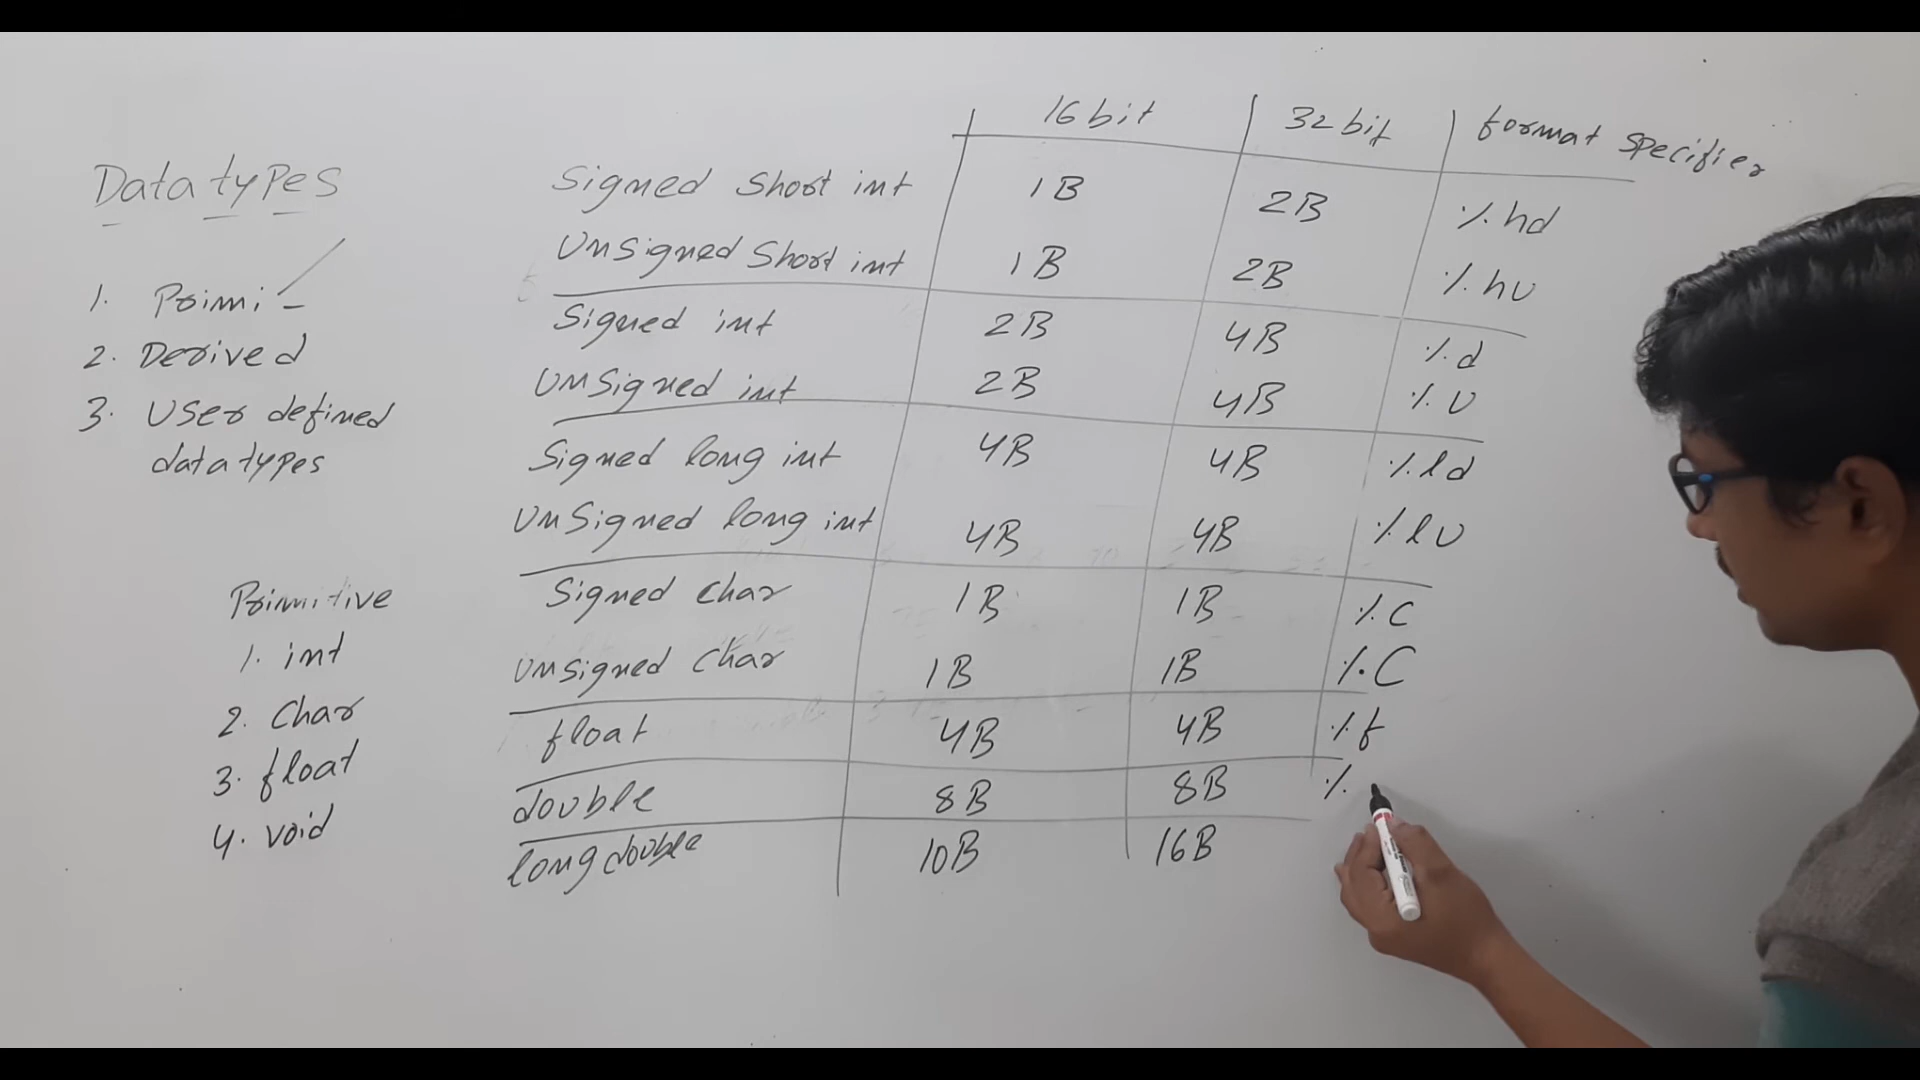 Datatypes
1. Primi -
2. Derived
3. User defined
datatypes
Primitive
1. int
2. Char
3. float
4. void
16 bit 32 bit format specifier
Signed Short int 1B 2B %hd
Unsigned Short int 1B 2B %hu
Signed int 2B 4B %d
Unsigned int 2B 4B %u
Signed long int 4B 4B %ld
Unsigned long int 4B 4B %lu
Signed Char 1B 1B %C
Unsigned Char 1B 1B %C
float 4B 4B %f
double 8B 8B %
long double 10B 16B